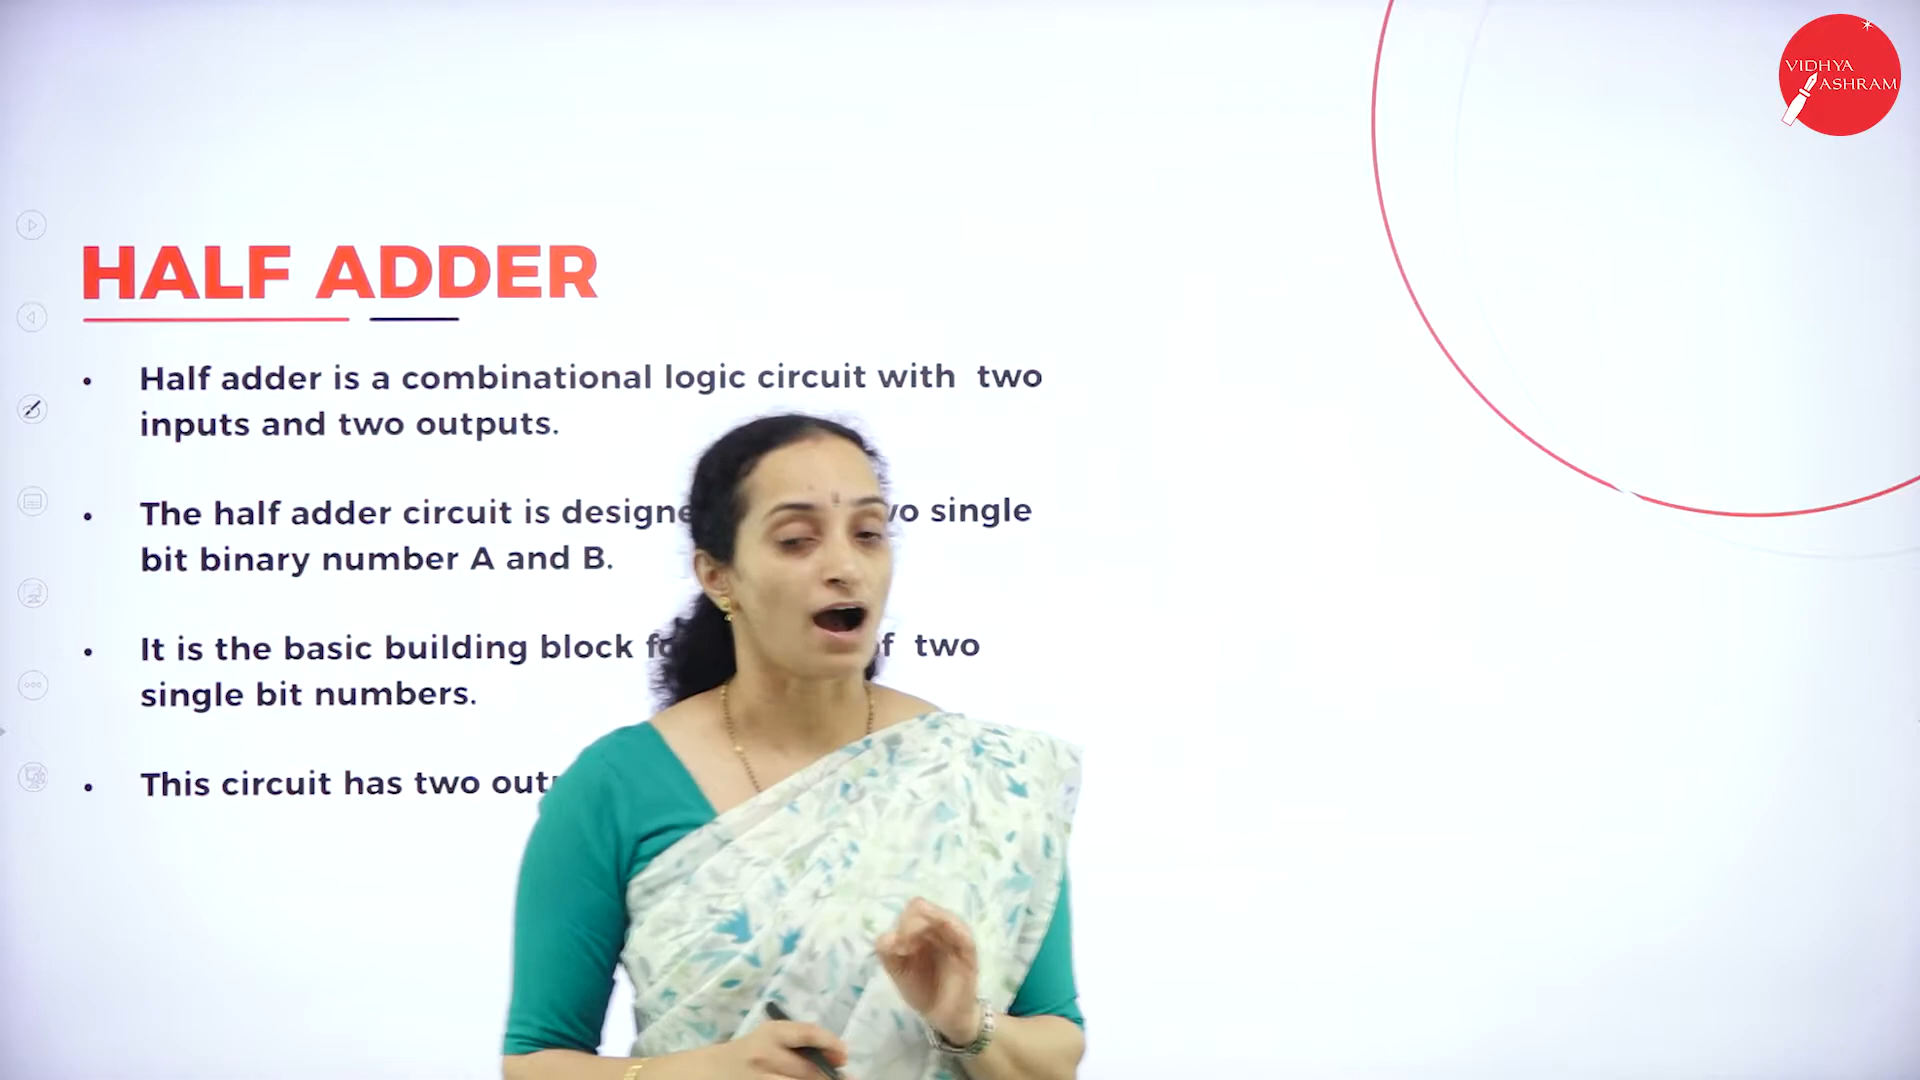 VIDHYA
ASHRAM
HALF ADDER
• Half adder is a combinational logic circuit with two
inputs and two outputs.
• The half adder circuit is designe vo single
bit binary number A and B.
• It is the basic building block f two
single bit numbers.
• This circuit has two out